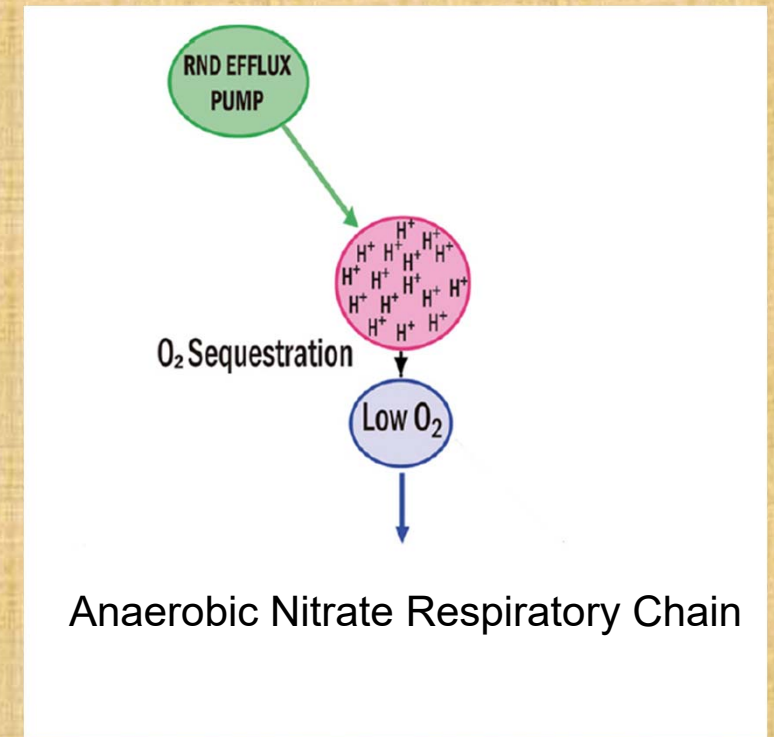 RND EFFLUX
PUMP
H⁺
H⁺
H⁺ H⁺ H⁺
H⁺
H⁺ H⁺ H⁺ H⁺
H⁺ H⁺ H⁺
H⁺ H⁺ H⁺
O₂ Sequestration
Low O₂
Anaerobic Nitrate Respiratory Chain